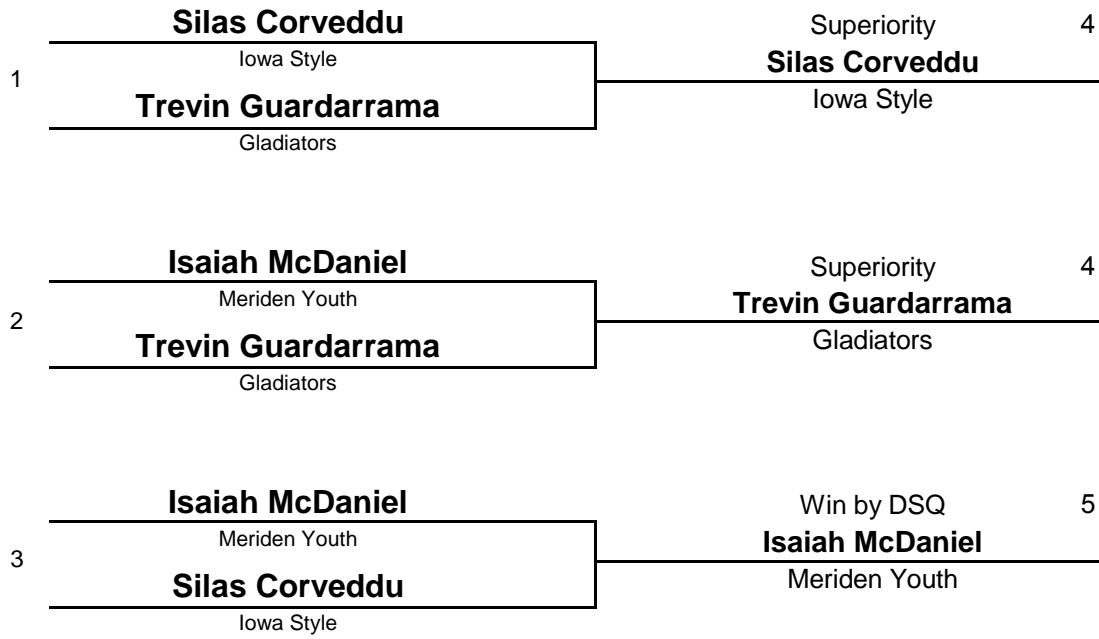 Silas Corveddu
Iowa Style
1
Trevin Guardarrama
Gladiators
Superiority 4
Silas Corveddu
Iowa Style
Isaiah McDaniel
Meriden Youth
2
Trevin Guardarrama
Gladiators
Superiority 4
Trevin Guardarrama
Gladiators
Isaiah McDaniel
Meriden Youth
3
Silas Corveddu
Iowa Style
Win by DSQ 5
Isaiah McDaniel
Meriden Youth